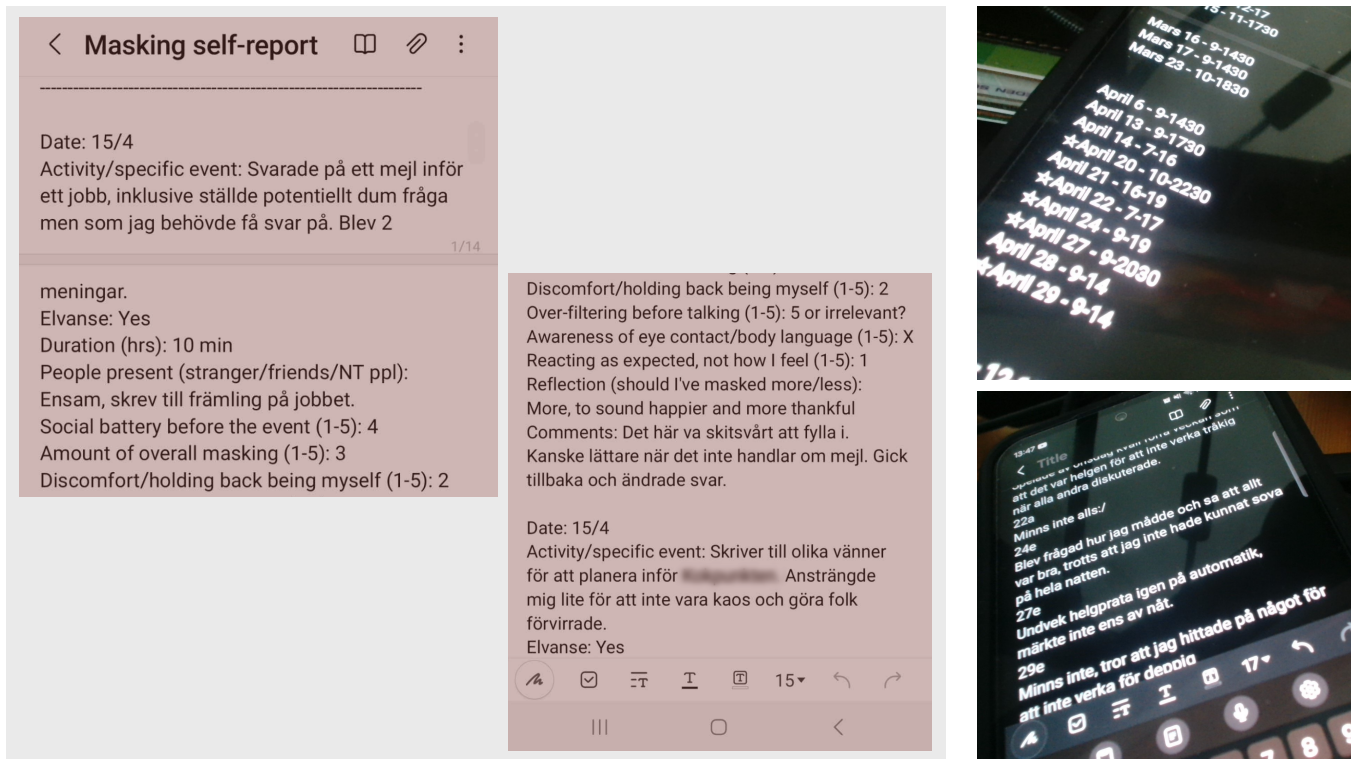 Masking self-report
Date: 15/4
Activity/specific event: Svarade på ett mejl inför
ett jobb, inklusive ställde potentiellt dum fråga
men som jag behövde få svar på. Blev 2
1/14
meningar.
Elvanse: Yes
Duration (hrs): 10 min
People present (stranger/friends/NT ppl):
Ensam, skrev till främling på jobbet.
Social battery before the event (1-5): 4
Amount of overall masking (1-5): 3
Discomfort/holding back being myself (1-5): 2
Discomfort/holding back being myself (1-5): 2
Over-filtering before talking (1-5): 5 or irrelevant?
Awareness of eye contact/body language (1-5): X
Reacting as expected, not how I feel (1-5): 1
Reflection (should I've masked more/less):
More, to sound happier and more thankful
Comments: Det här va skitsvårt att fylla i.
Kanske lättare när det inte handlar om mejl. Gick
tillbaka och ändrade svar.
Date: 15/4
Activity/specific event: Skriver till olika vänner
för att planera inför Ansträngde
mig lite för att inte vara kaos och göra folk
förvirrade.
Elvanse: Yes
15
12-17
15 - 11-1730
Mars 16 - 9-1430
Mars 17 - 9-1430
Mars 23 - 10-1830
April 6 - 9-1430
April 13 - 9-1730
April 14 - 7-16
☆April 20 - 10-2230
April 21 - 16-19
☆April 22 - 7-17
☆April 24 - 9-19
☆April 27 - 9-2030
April 28 - 9-14
☆April 29 - 9-14
13:47
Title
att det var helgen för att inte verka tråkig
när alla andra diskuterade.
22a
Minns inte alls:/
24e
Blev frågad hur jag mådde och sa att allt
var bra, trotts att jag inte hade kunnat sova
på hela natten.
27e
Undvek helgprata igen på automatik,
märkte inte ens av nåt.
29e
Minns inte, tror att jag hittade på något för
att inte verka för deppig
17
7 8 9